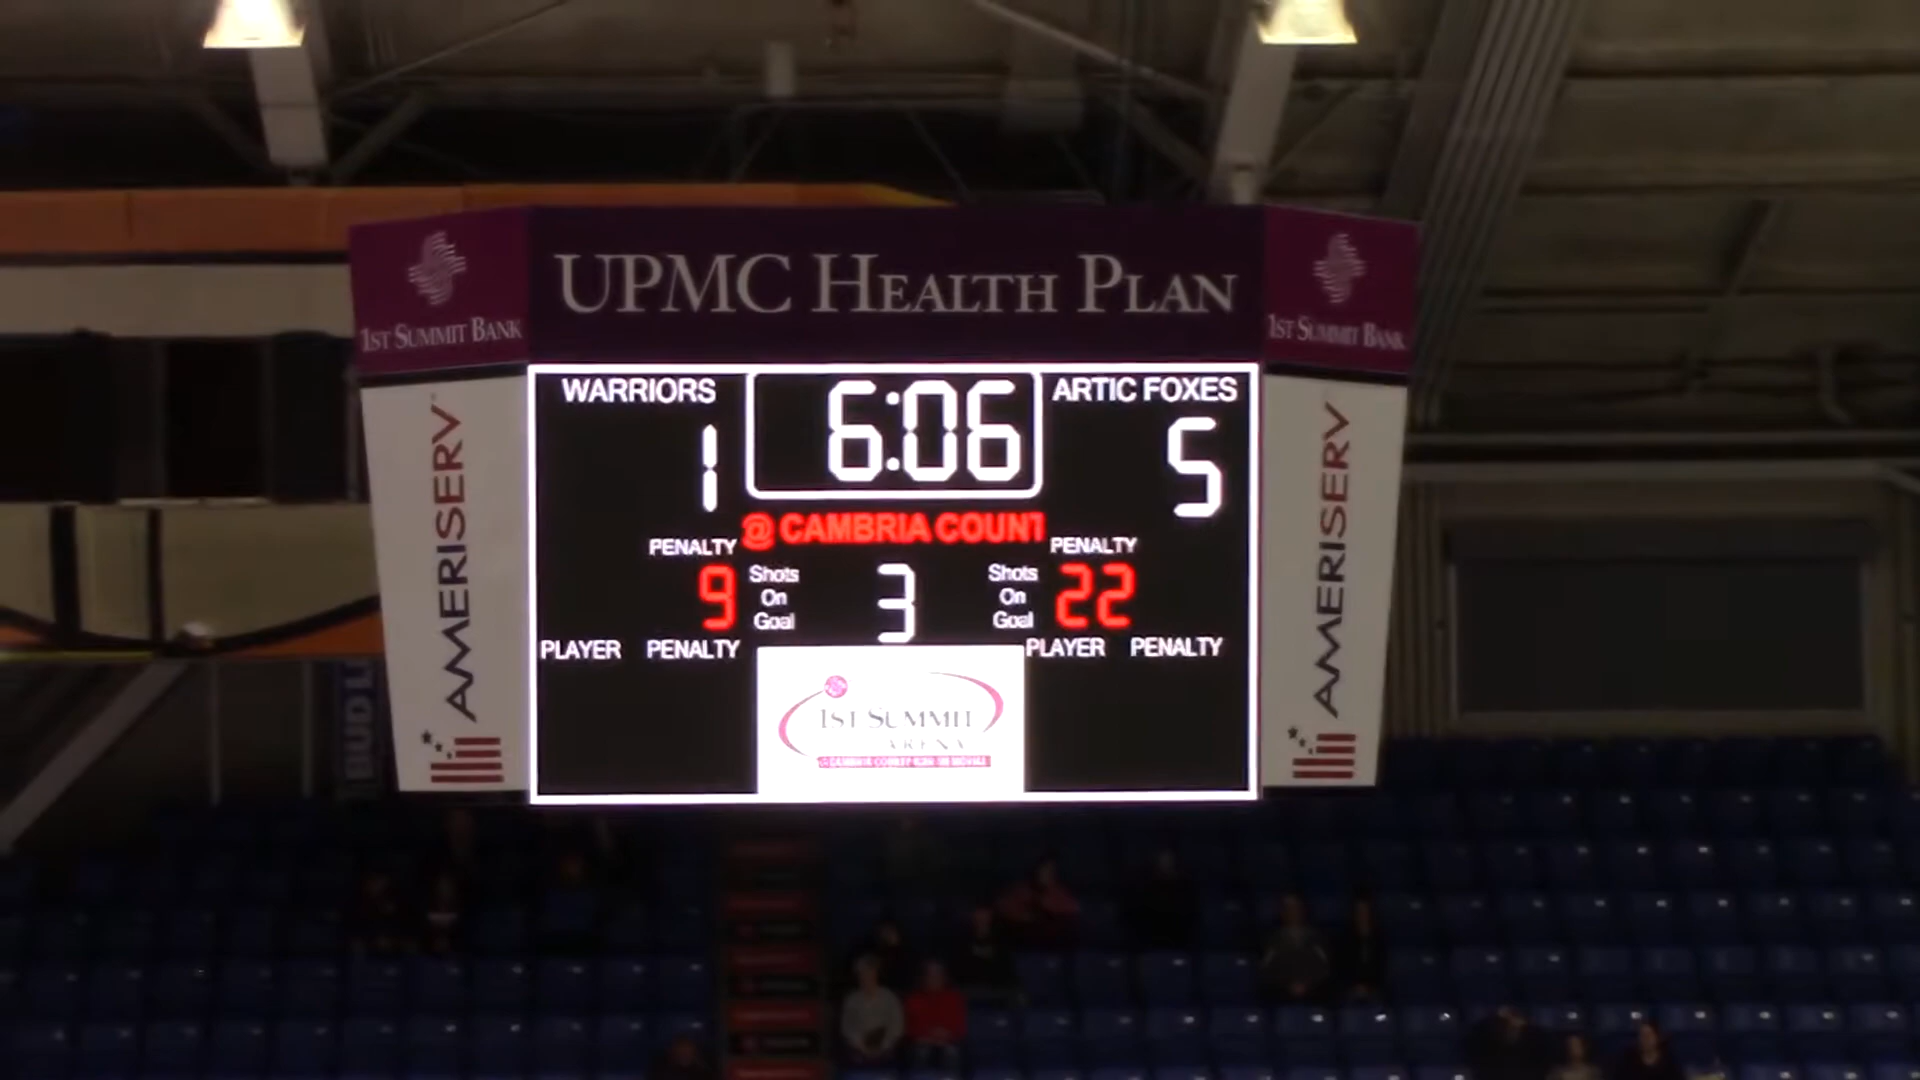 UPMC HEALTH PLAN
1ST SUMMIT BANK
1ST SUMMIT BANK
WARRIORS
6:06
ARTIC FOXES
1
5
@ CAMBRIA COUNT
PENALTY
PENALTY
9
Shots
On
Goal
3
Shots
On
Goal
22
PLAYER PENALTY
PLAYER PENALTY
1ST SUMMIT
ARENA
AMERISERV
AMERISERV
BUD L